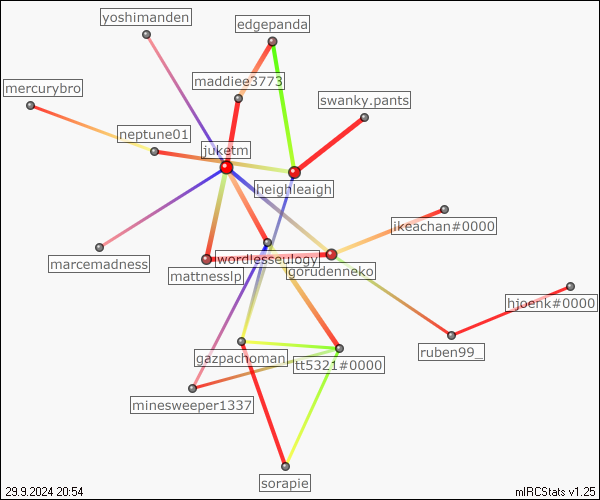 yoshimanden
edgepanda
maddiee3773
mercurybro
swanky.pants
neptune01
juketm
heighleaigh
ikeachan#0000
wordlesseulogy
marcemadness
mattnesslp
gorudenneko
hjoenk#0000
gazpachoman
tt5321#0000
ruben99_
minesweeper1337
sorapie
29.9.2024 20:54
mIRCStats v1.25